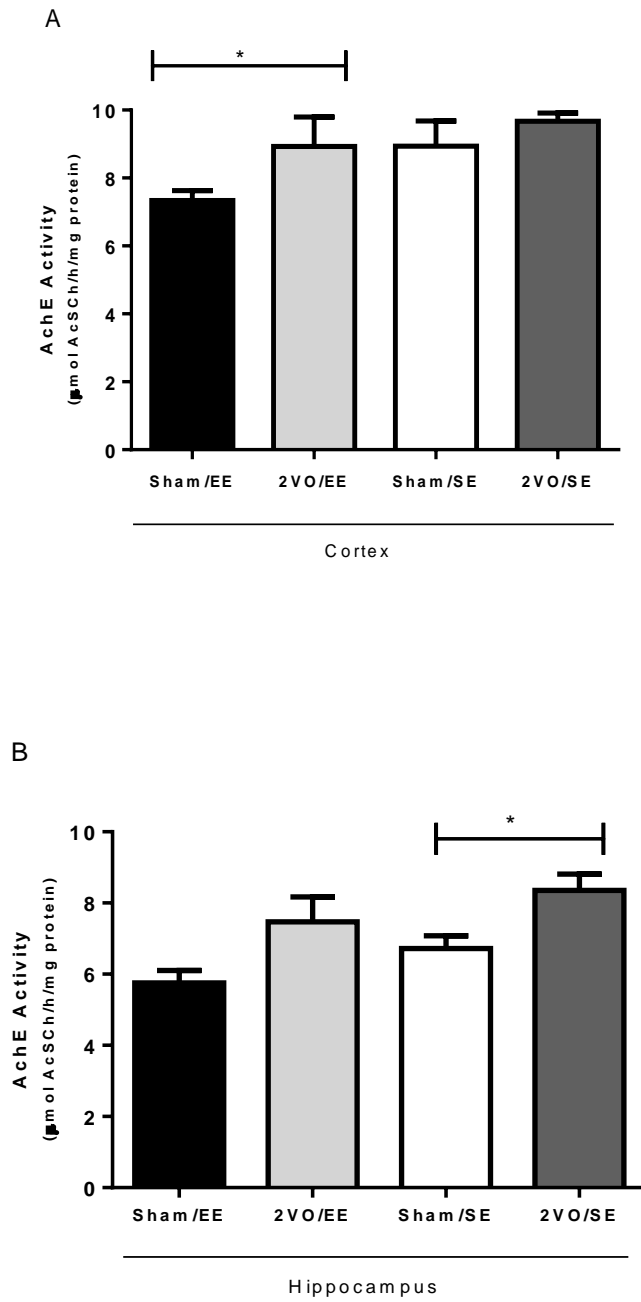 A
*
10
8
6
4
2
0
AchE Activity
(μmol AcSCh/h/mg protein)
Sham/EE 2VO/EE Sham/SE 2VO/SE
Cortex
B
*
10
8
6
4
2
0
AchE Activity
(μmol AcSCh/h/mg protein)
Sham/EE 2VO/EE Sham/SE 2VO/SE
Hippocampus